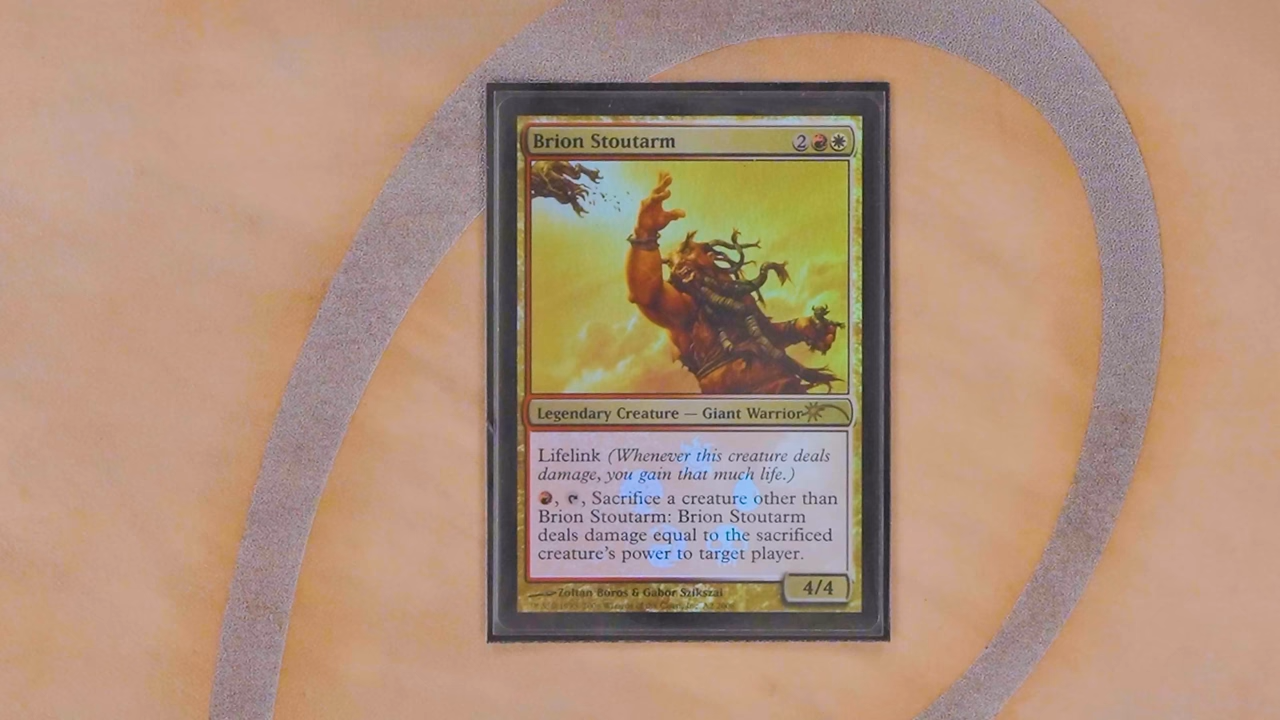 Brion Stoutarm 2
Legendary Creature — Giant Warrior
Lifelink (Whenever this creature deals
damage, you gain that much life.)
, , Sacrifice a creature other than
Brion Stoutarm: Brion Stoutarm
deals damage equal to the sacrificed
creature's power to target player.
4/4
Zoltan Boros & Gabor Szikszai